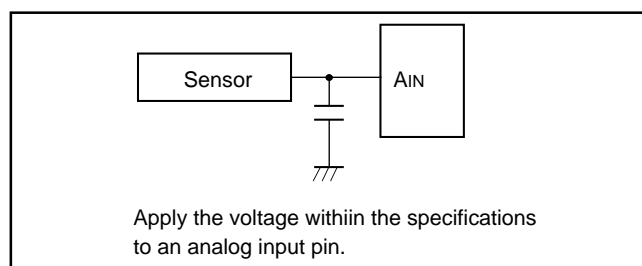 Sensor
AIN
Apply the voltage withiin the specifications
to an analog input pin.